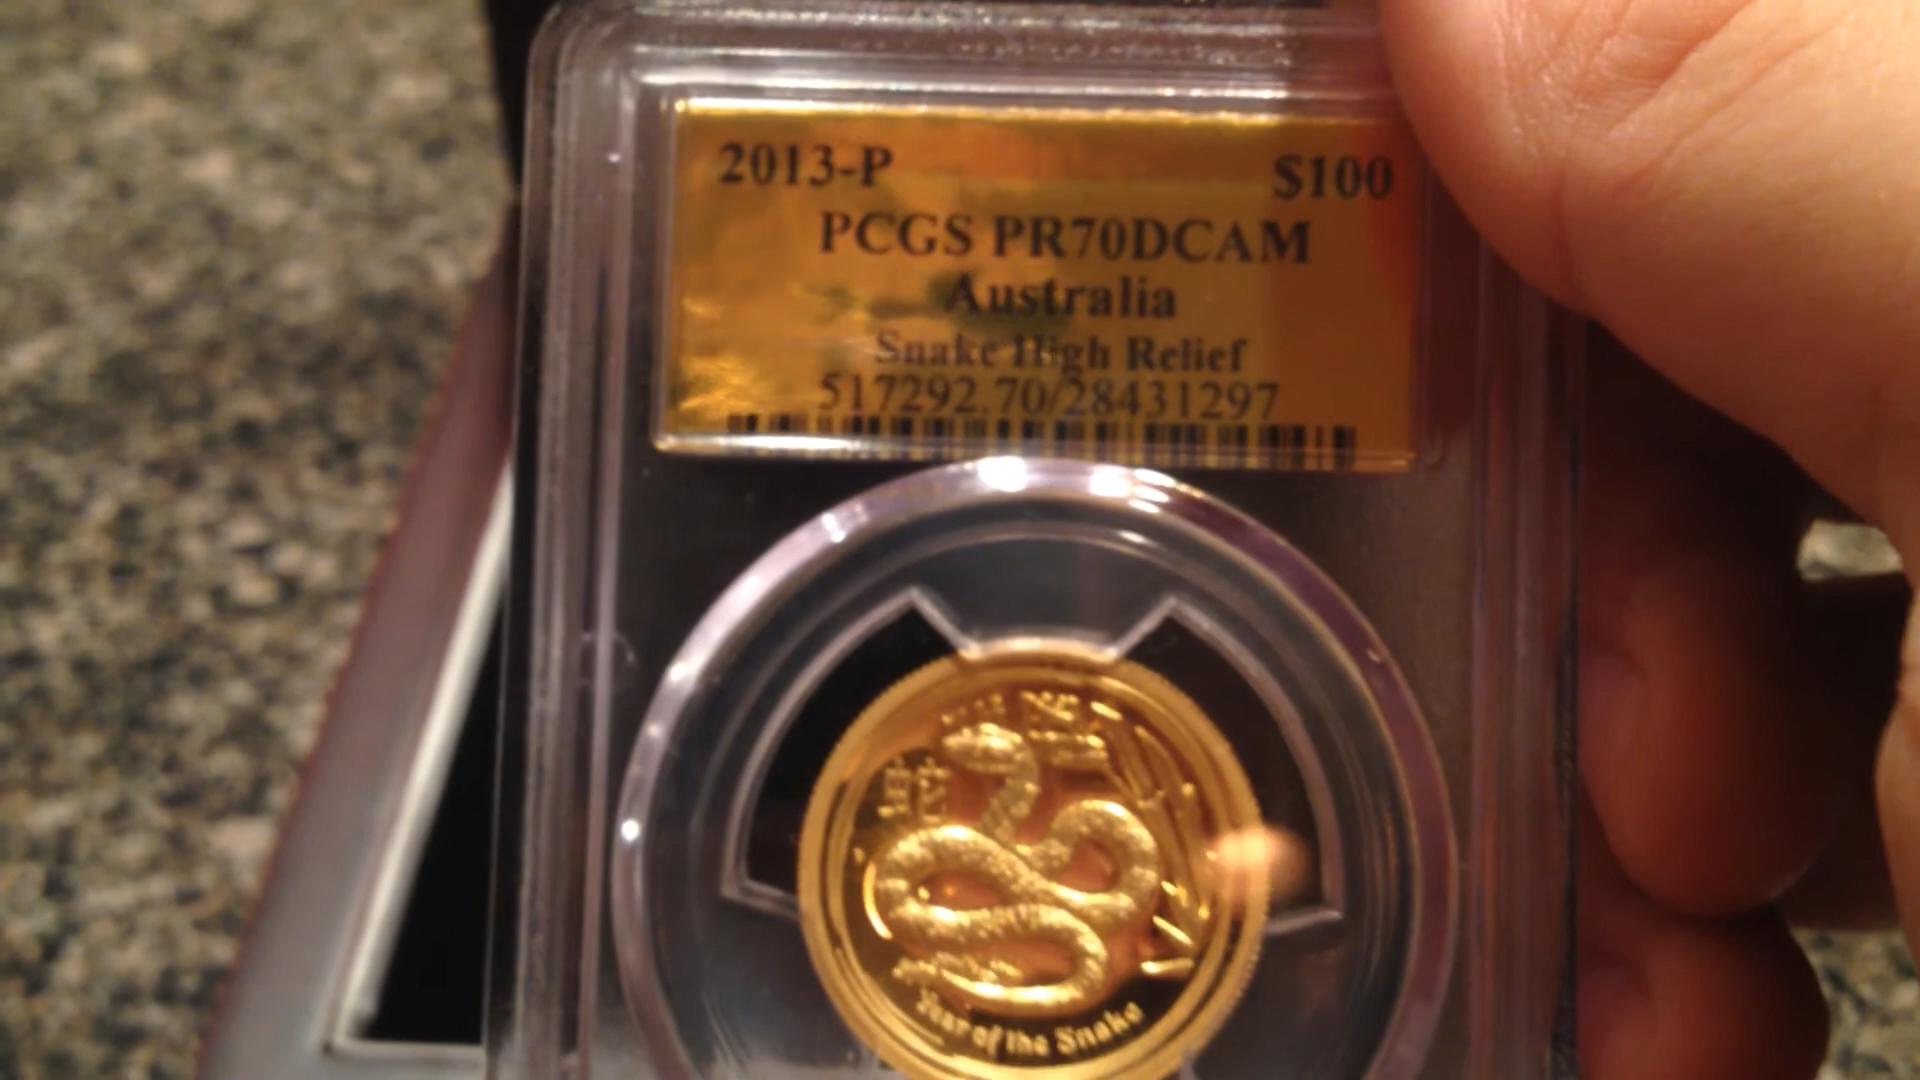 2013-P $100
PCGS PR70DCAM
Australia
Snake High Relief
517292.70/28431297
Year of the Snake